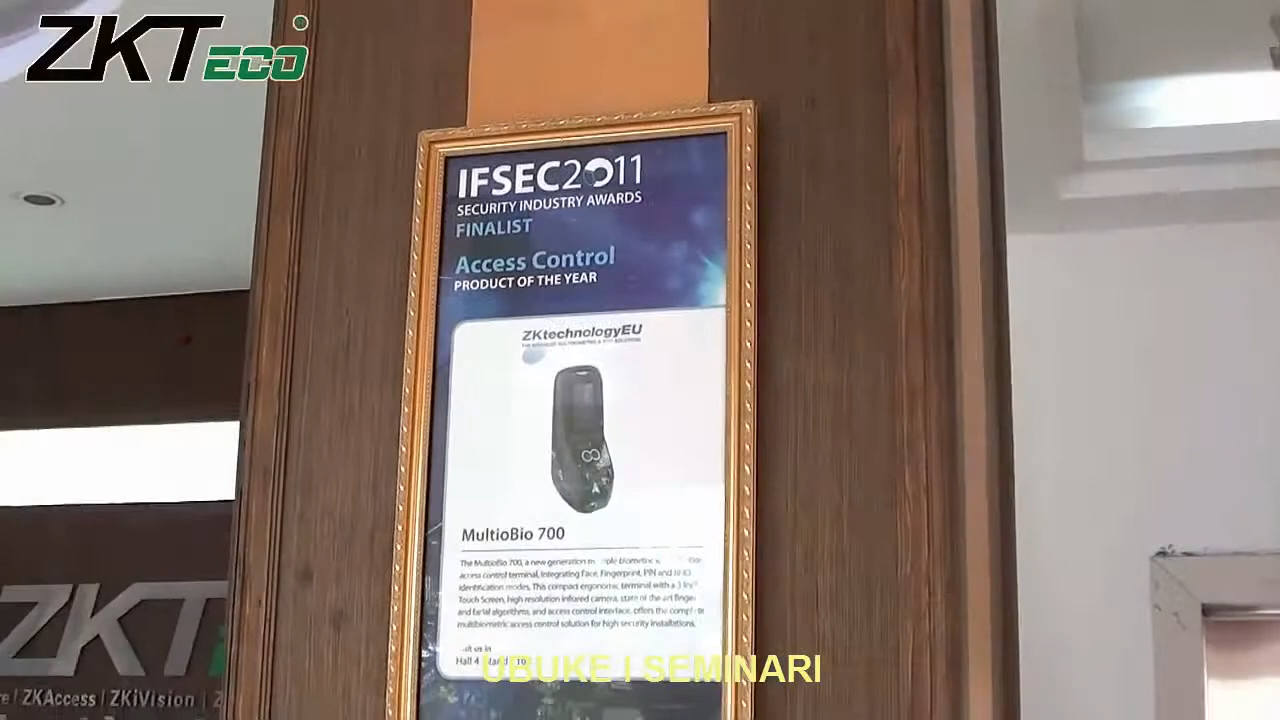 ZKTECO
IFSEC2011
SECURITY INDUSTRY AWARDS
FINALIST
Access Control
PRODUCT OF THE YEAR
ZKtechnologyEU
MultioBio 700
The MultioBio 700, a new generation
access control terminal, integrating Face, Fingerprint, PIN and
identification modes. This compact ergonomic terminal with a 3
Touch Screen, high resolution infrared camera, state of the art finger
and facial algorithms, and access control interface, offers the complete
multibiometric access control solution for high security installations.
Hall 4
UBUKE I SEMINARI
ZKT
ZKAccess | ZKiVision |